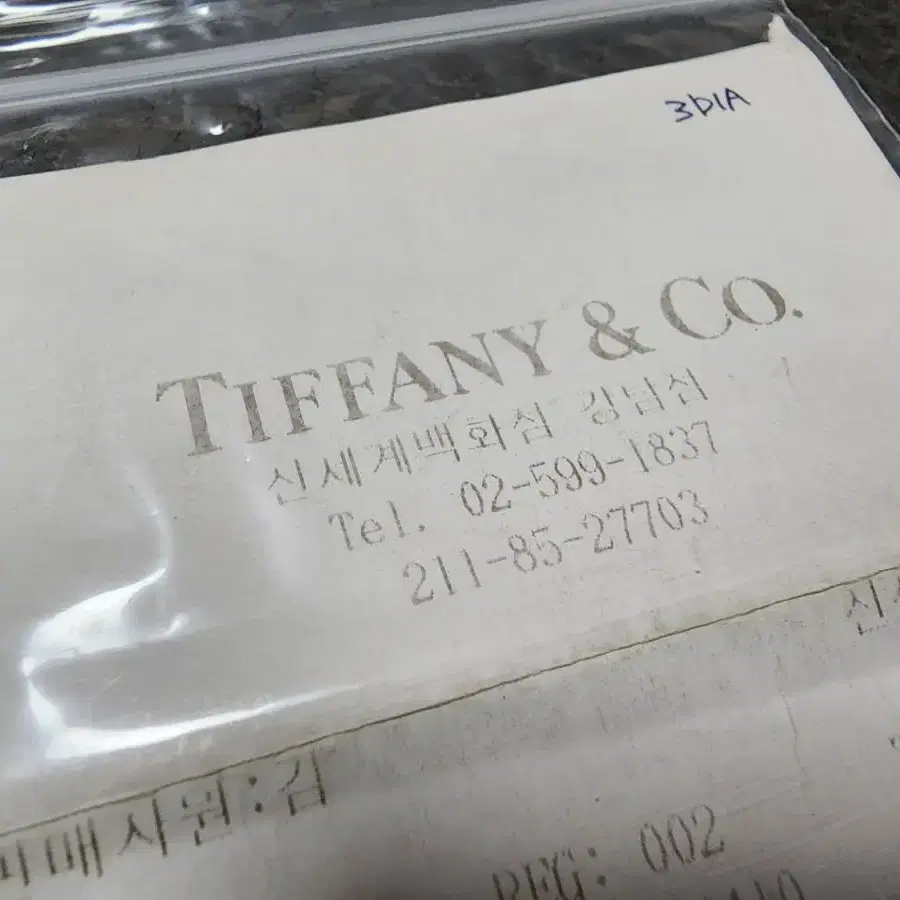 3DIA
TIFFANY & CO.
신세계백화점 강남점
Tel. 02-599-1837
211-85-27703
판매사원:김
REG: 002